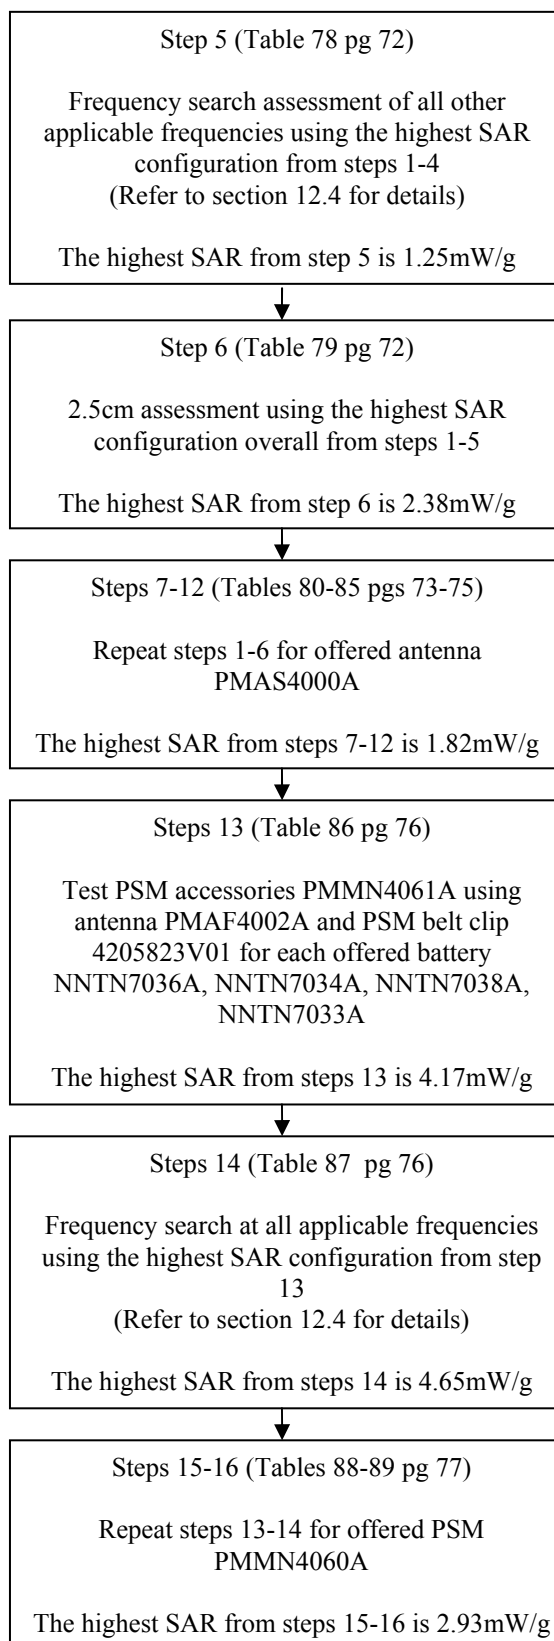 Step 5 (Table 78 pg 72)
Frequency search assessment of all other
applicable frequencies using the highest SAR
configuration from steps 1-4
(Refer to section 12.4 for details)
The highest SAR from step 5 is 1.25mW/g
Step 6 (Table 79 pg 72)
2.5cm assessment using the highest SAR
configuration overall from steps 1-5
The highest SAR from step 6 is 2.38mW/g
Steps 7-12 (Tables 80-85 pgs 73-75)
Repeat steps 1-6 for offered antenna
PMAS4000A
The highest SAR from steps 7-12 is 1.82mW/g
Steps 13 (Table 86 pg 76)
Test PSM accessories PMMN4061A using
antenna PMAF4002A and PSM belt clip
4205823V01 for each offered battery
NNTN7036A, NNTN7034A, NNTN7038A,
NNTN7033A
The highest SAR from steps 13 is 4.17mW/g
Steps 14 (Table 87 pg 76)
Frequency search at all applicable frequencies
using the highest SAR configuration from step
13
(Refer to section 12.4 for details)
The highest SAR from steps 14 is 4.65mW/g
Steps 15-16 (Tables 88-89 pg 77)
Repeat steps 13-14 for offered PSM
PMMN4060A
The highest SAR from steps 15-16 is 2.93mW/g